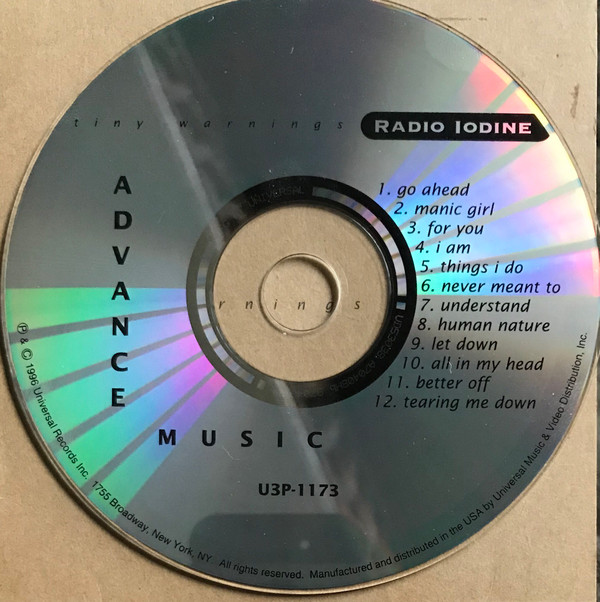 tiny warnings
RADIO IODINE
ADVANCE
MUSIC
1. go ahead
2. manic girl
3. for you
4. i am
5. things i do
6. never meant to
7. understand
8. human nature
9. let down
10. all in my head
11. better off
12. tearing me down
rnings
U3P-1173
℗ & © 1996 Universal Records Inc. 1755 Broadway, New York, NY All rights reserved. Manufactured and distributed in the USA by Universal Music & Video Distribution, Inc.
UNIVERSAL